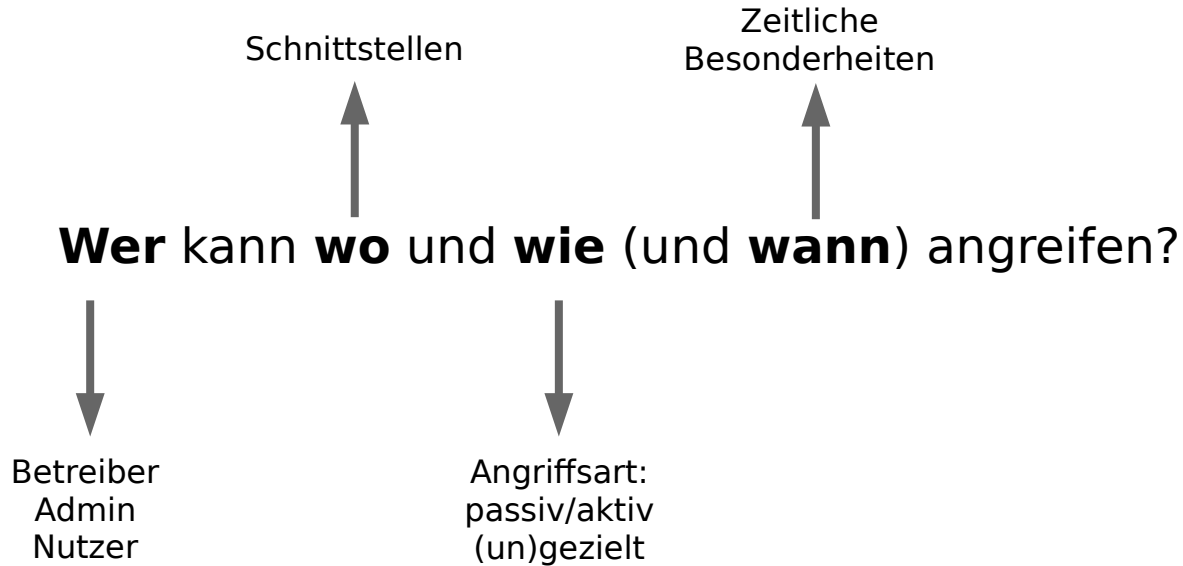 Schnittstellen
Zeitliche
Besonderheiten
Wer kann wo und wie (und wann) angreifen?
Betreiber
Admin
Nutzer
Angriffsart:
passiv/aktiv
(un)gezielt